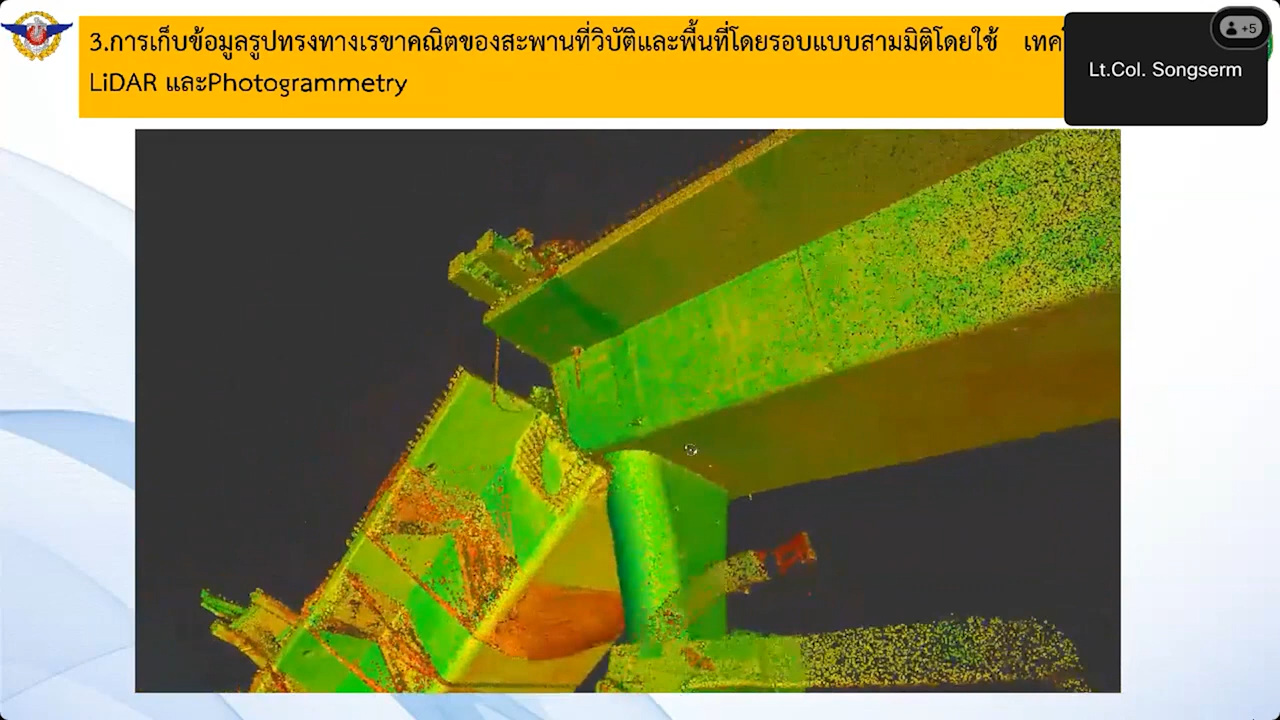 3.การเก็บข้อมูลรูปทรงทางเรขาคณิตของสะพานที่วิบัติและพื้นที่โดยรอบแบบสามมิติโดยใช้ เทค
LiDAR และPhotogrammetry
+5
Lt.Col. Songserm